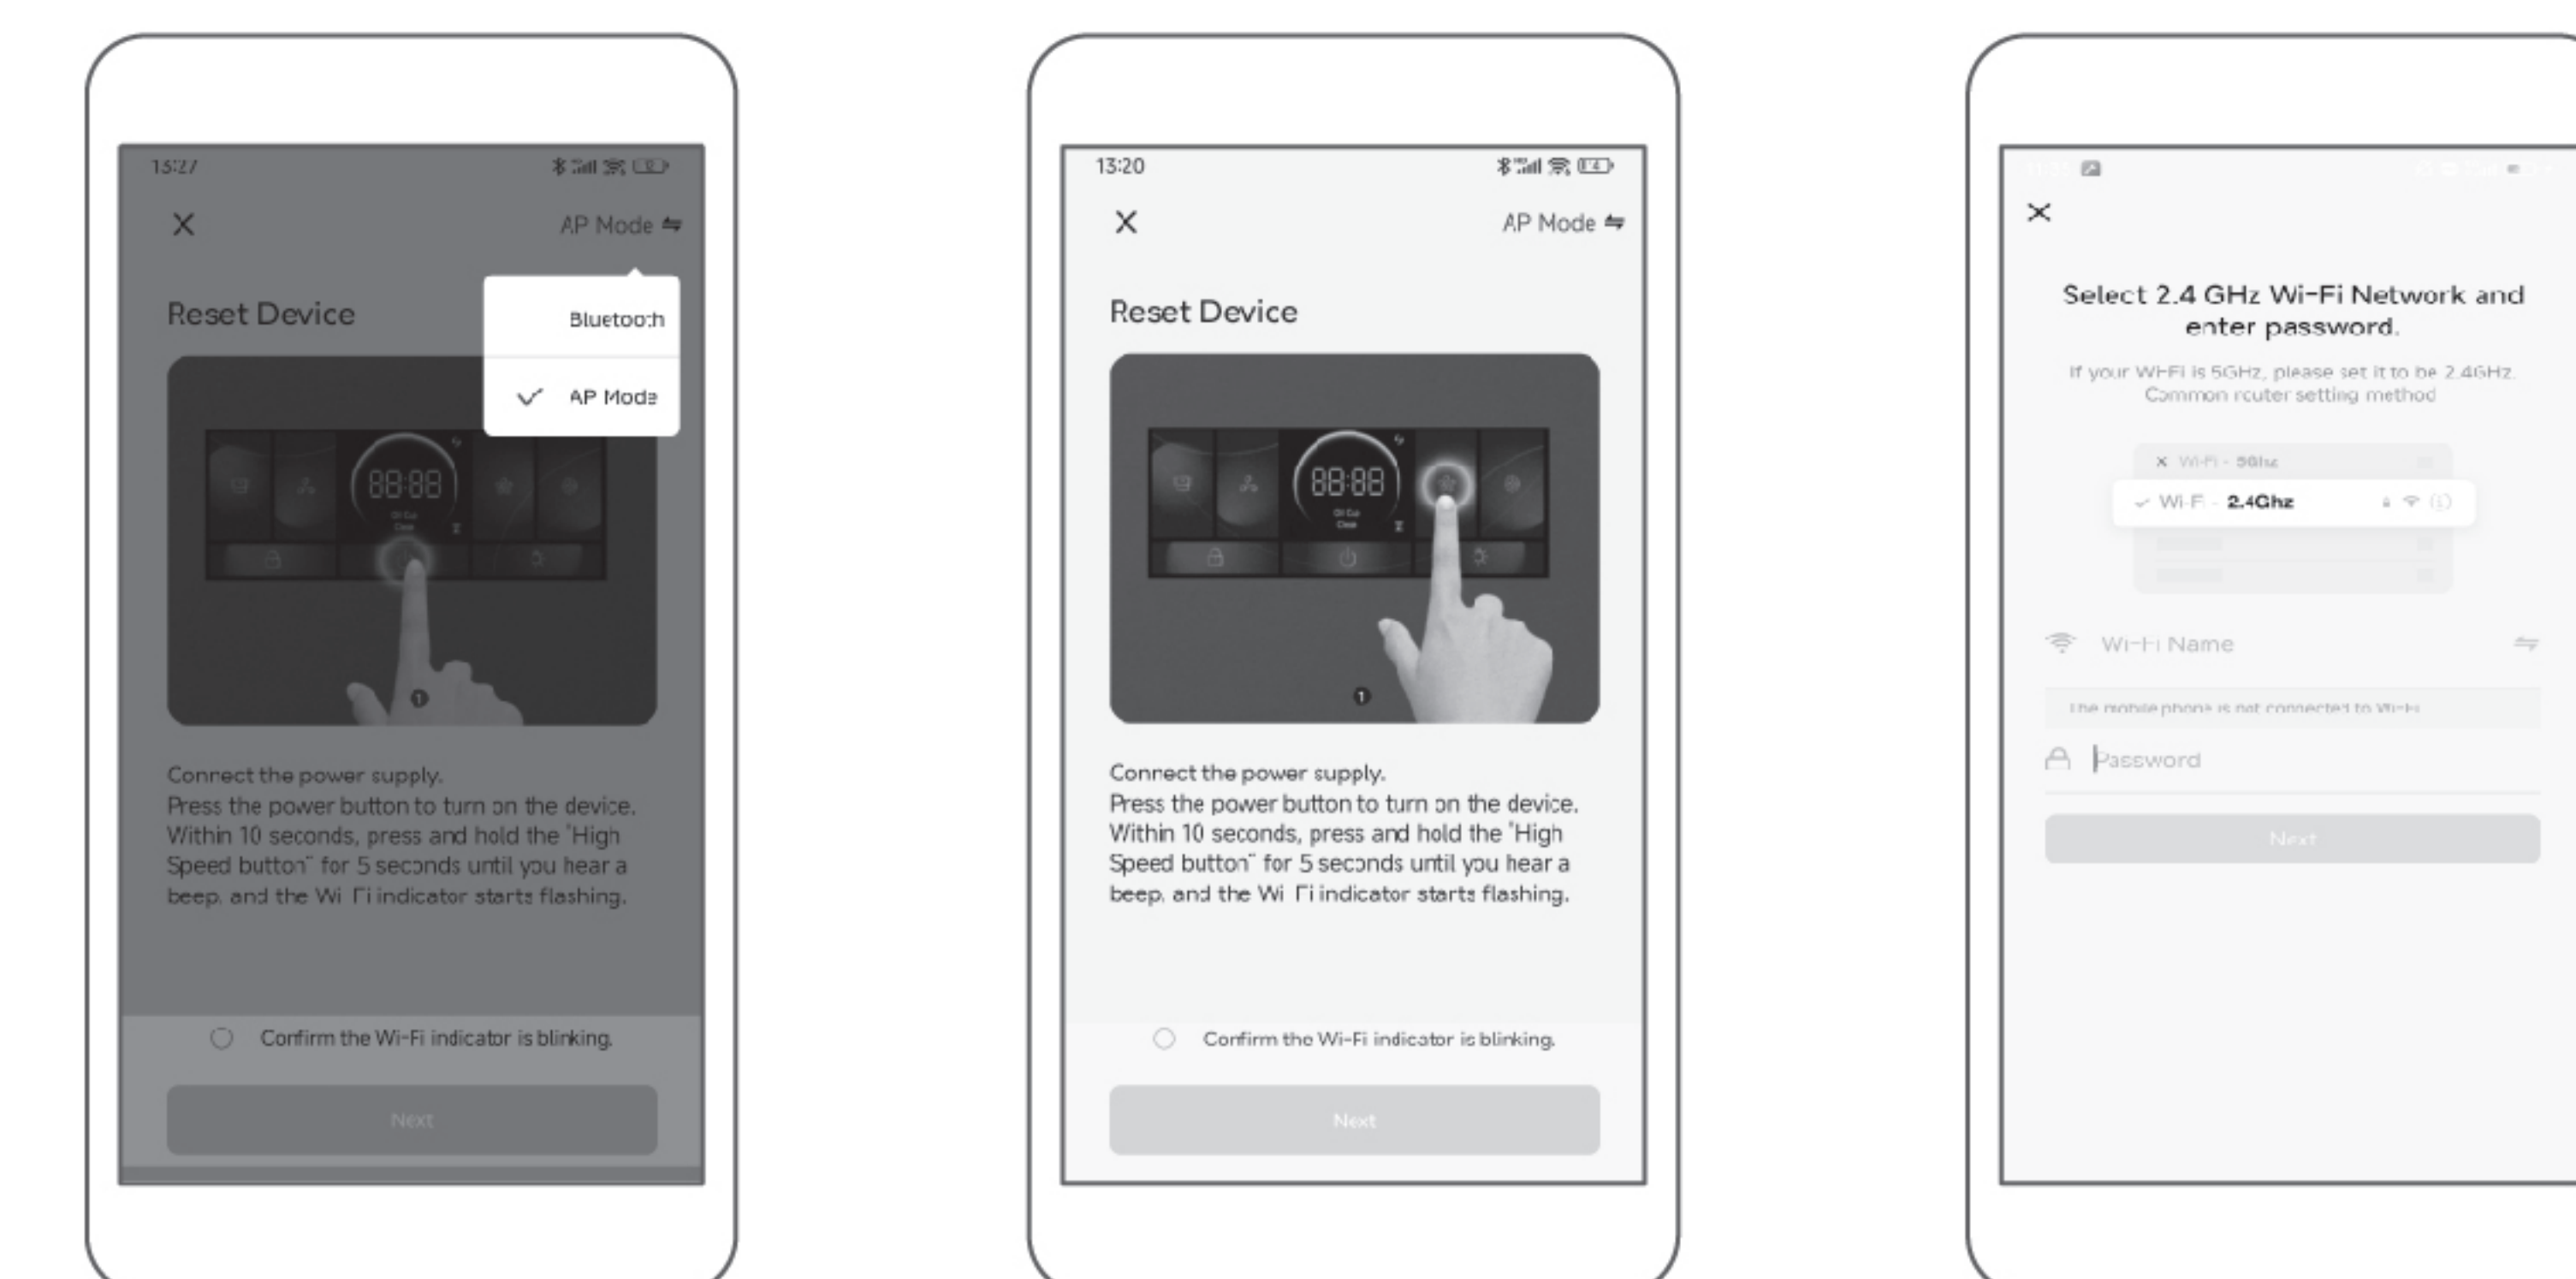 13:27
AP Mode
Bluetooth
AP Mode
Reset Device
88:88
Connect the power supply.
Press the power button to turn on the device.
Within 10 seconds, press and hold the "High
Speed button" for 5 seconds until you hear a
beep, and the Wi-Fi indicator starts flashing.
Confirm the Wi-Fi indicator is blinking.
Next
13:20
AP Mode
Reset Device
88:88
Oil Cup
Clean
1
Connect the power supply.
Press the power button to turn on the device.
Within 10 seconds, press and hold the "High
Speed button" for 5 seconds until you hear a
beep, and the Wi-Fi indicator starts flashing.
Confirm the Wi-Fi indicator is blinking.
Next
Select 2.4 GHz Wi-Fi Network and
enter password.
If your Wi-Fi is 5GHz, please set it to be 2.4GHz.
Common router setting method
Wi-Fi - 5Ghz
Wi-Fi - 2.4Ghz
Wi-Fi Name
The mobile phone is not connected to Wi-Fi
Password
Next